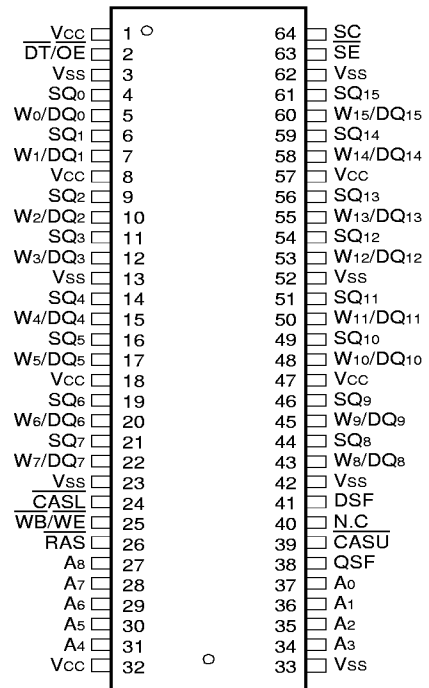 Vcc 1 64 SC
DT/OE 2 63 SE
Vss 3 62 Vss
SQ0 4 61 SQ15
W0/DQ0 5 60 W15/DQ15
SQ1 6 59 SQ14
W1/DQ1 7 58 W14/DQ14
Vcc 8 57 Vcc
SQ2 9 56 SQ13
W2/DQ2 10 55 W13/DQ13
SQ3 11 54 SQ12
W3/DQ3 12 53 W12/DQ12
Vss 13 52 Vss
SQ4 14 51 SQ11
W4/DQ4 15 50 W11/DQ11
SQ5 16 49 SQ10
W5/DQ5 17 48 W10/DQ10
Vcc 18 47 Vcc
SQ6 19 46 SQ9
W6/DQ6 20 45 W9/DQ9
SQ7 21 44 SQ8
W7/DQ7 22 43 W8/DQ8
Vss 23 42 Vss
CASL 24 41 DSF
WB/WE 25 40 N.C
RAS 26 39 CASU
A8 27 38 QSF
A7 28 37 A0
A6 29 36 A1
A5 30 35 A2
A4 31 34 A3
Vcc 32 33 Vss